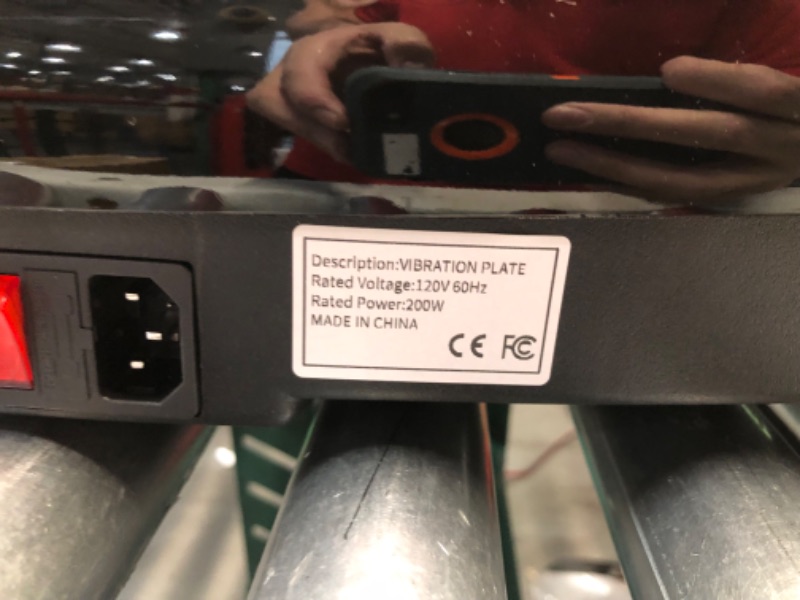 Description:VIBRATION PLATE
Rated Voltage:120V 60Hz
Rated Power:200W
MADE IN CHINA
CE FC